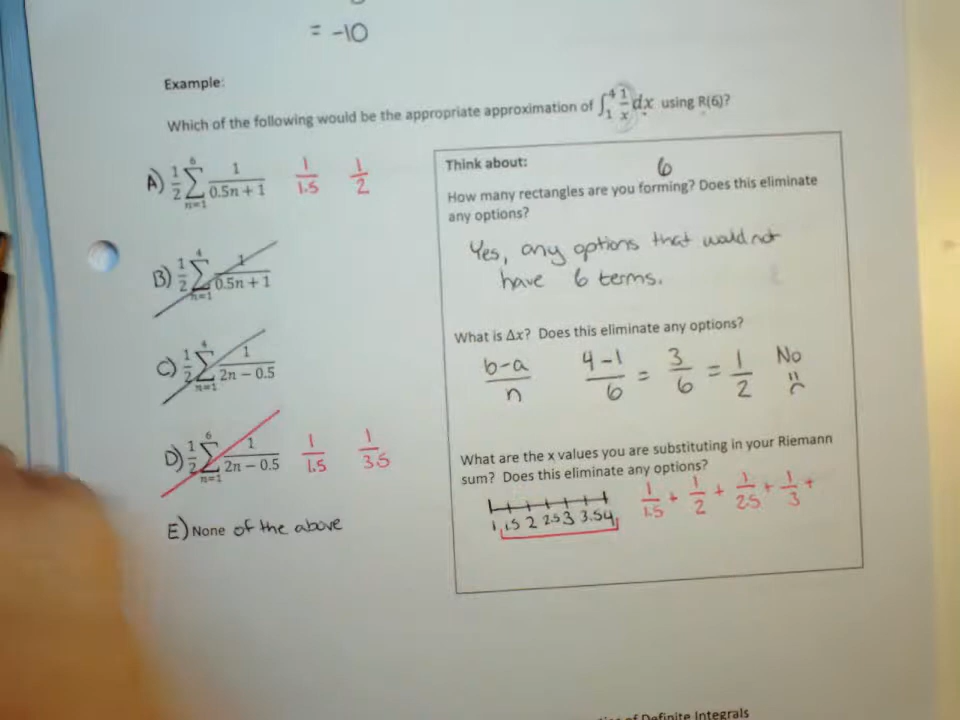 = -10
Example:
Which of the following would be the appropriate approximation of ∫₁⁴ 1/x dx using R(6)?
A) 1/2 ∑_{n=1}^{6} 1/(0.5n + 1) 1/1.5 1/2
B) 1/2 ∑_{n=1}^{4} 1/(0.5n + 1)
C) 1/2 ∑_{n=1}^{4} 1/(2n − 0.5)
D) 1/2 ∑_{n=1}^{6} 1/(2n − 0.5) 1/1.5 1/3.5
E) None of the above
Think about:
6
How many rectangles are you forming? Does this eliminate
any options?
Yes, any options that would not
have 6 terms.
What is Δx? Does this eliminate any options?
b-a/n 4-1/6 = 3/6 = 1/2 No
What are the x values you are substituting in your Riemann
sum? Does this eliminate any options?
1 1.5 2 2.5 3 3.5 4
1/1.5 + 1/2 + 1/2.5 + 1/3 +
of Definite Integrals